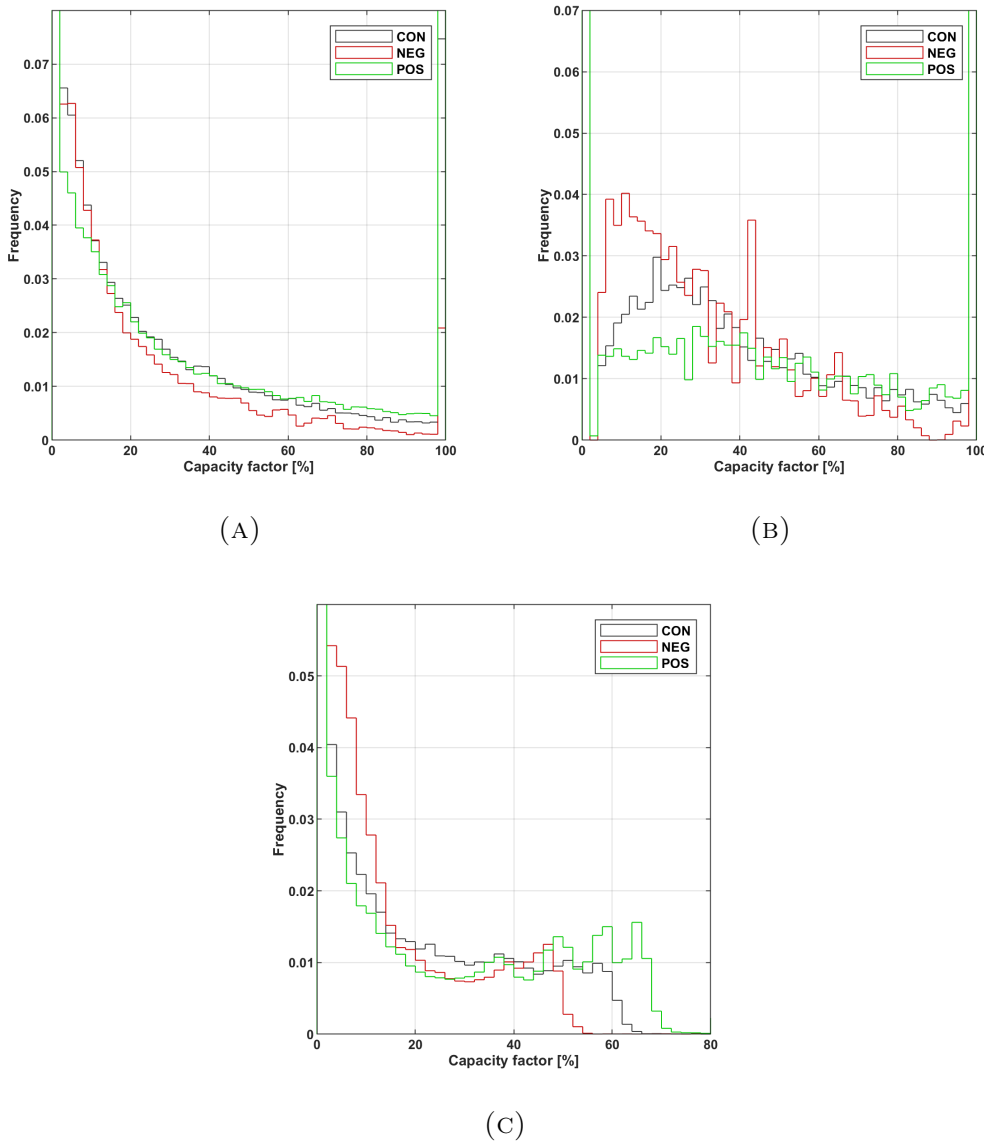 CON
NEG
POS
0.07
0.06
0.05
0.04
0.03
0.02
0.01
0
Frequency
0 20 40 60 80 100
Capacity factor [%]
(A)
CON
NEG
POS
0.07
0.06
0.05
0.04
0.03
0.02
0.01
0
Frequency
0 20 40 60 80 100
Capacity factor [%]
(B)
CON
NEG
POS
0.05
0.04
0.03
0.02
0.01
0
Frequency
0 20 40 60 80
Capacity factor [%]
(C)